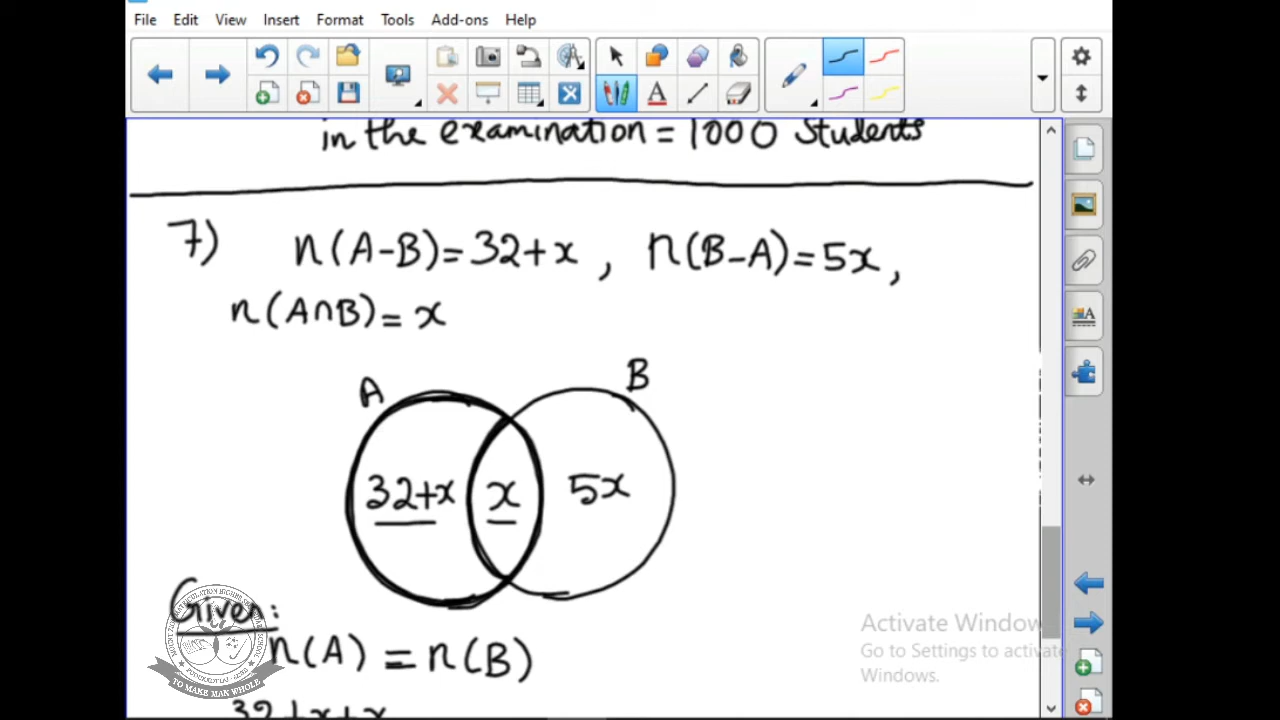 File Edit View Insert Format Tools Add-ons Help
in the examination = 1000 Students
7) n(A-B)=32+x, n(B-A)=5x,
n(A∩B)=x
A B
32+x x 5x
Given:
n(A) = n(B)
32+x+x
TO MAKE MAN WHOLE
Activate Windows
Go to Settings to activate
Windows.